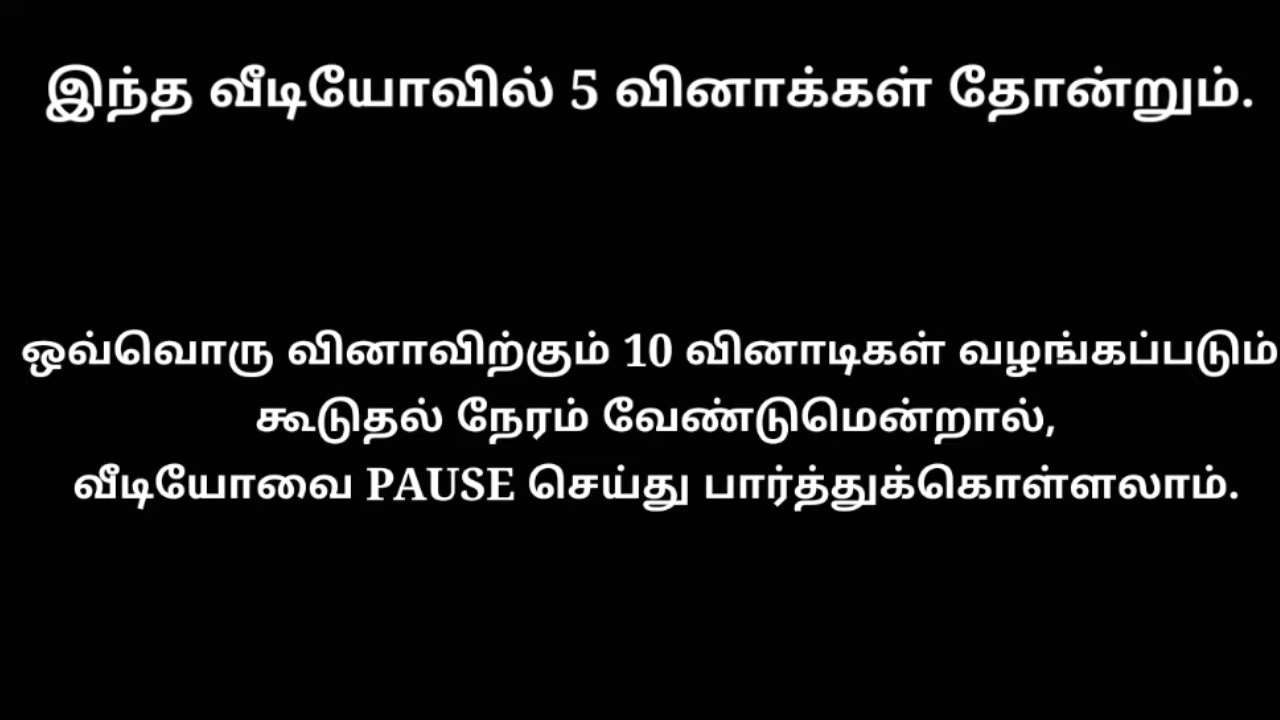 இந்த வீடியோவில் 5 வினாக்கள் தோன்றும்.
ஒவ்வொரு வினாவிற்கும் 10 வினாடிகள் வழங்கப்படும்
கூடுதல் நேரம் வேண்டுமென்றால்,
வீடியோவை PAUSE செய்து பார்த்துக்கொள்ளலாம்.